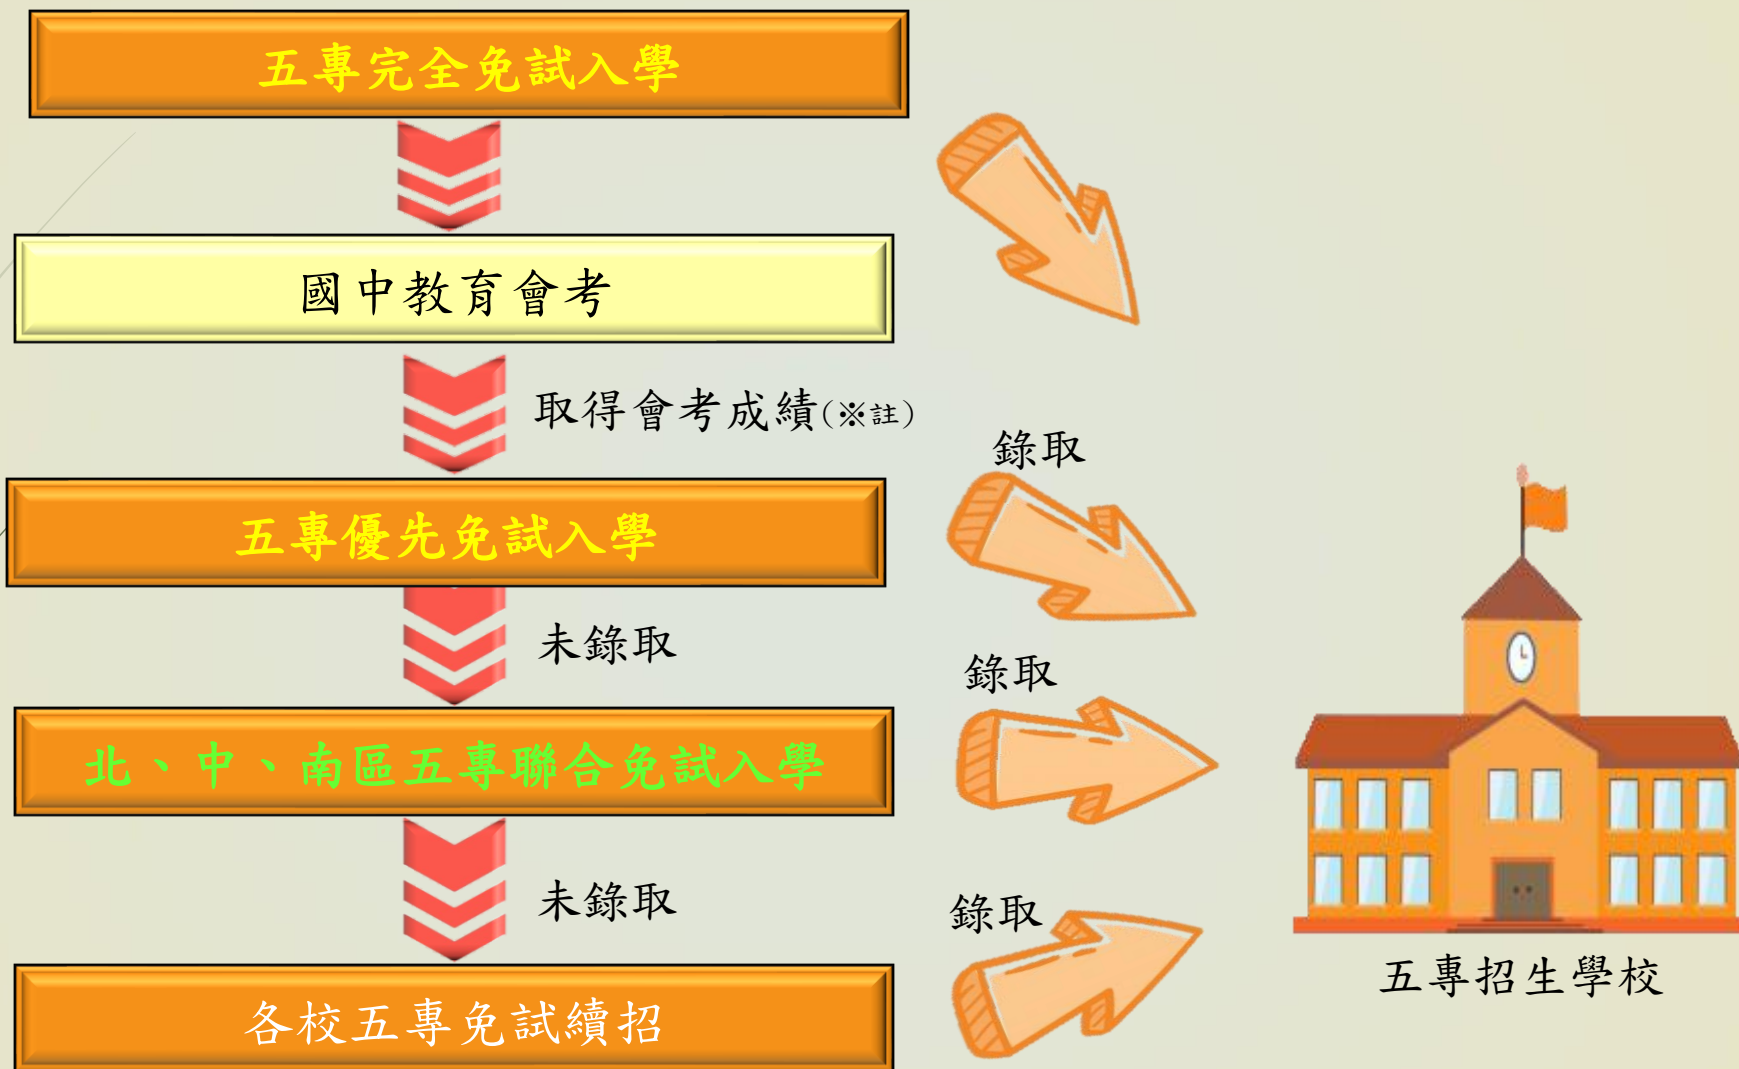 五專完全免試入學
國中教育會考
取得會考成績(※註)
錄取
五專優先免試入學
未錄取
錄取
北、中、南區五專聯合免試入學
未錄取
錄取
五專招生學校
各校五專免試續招